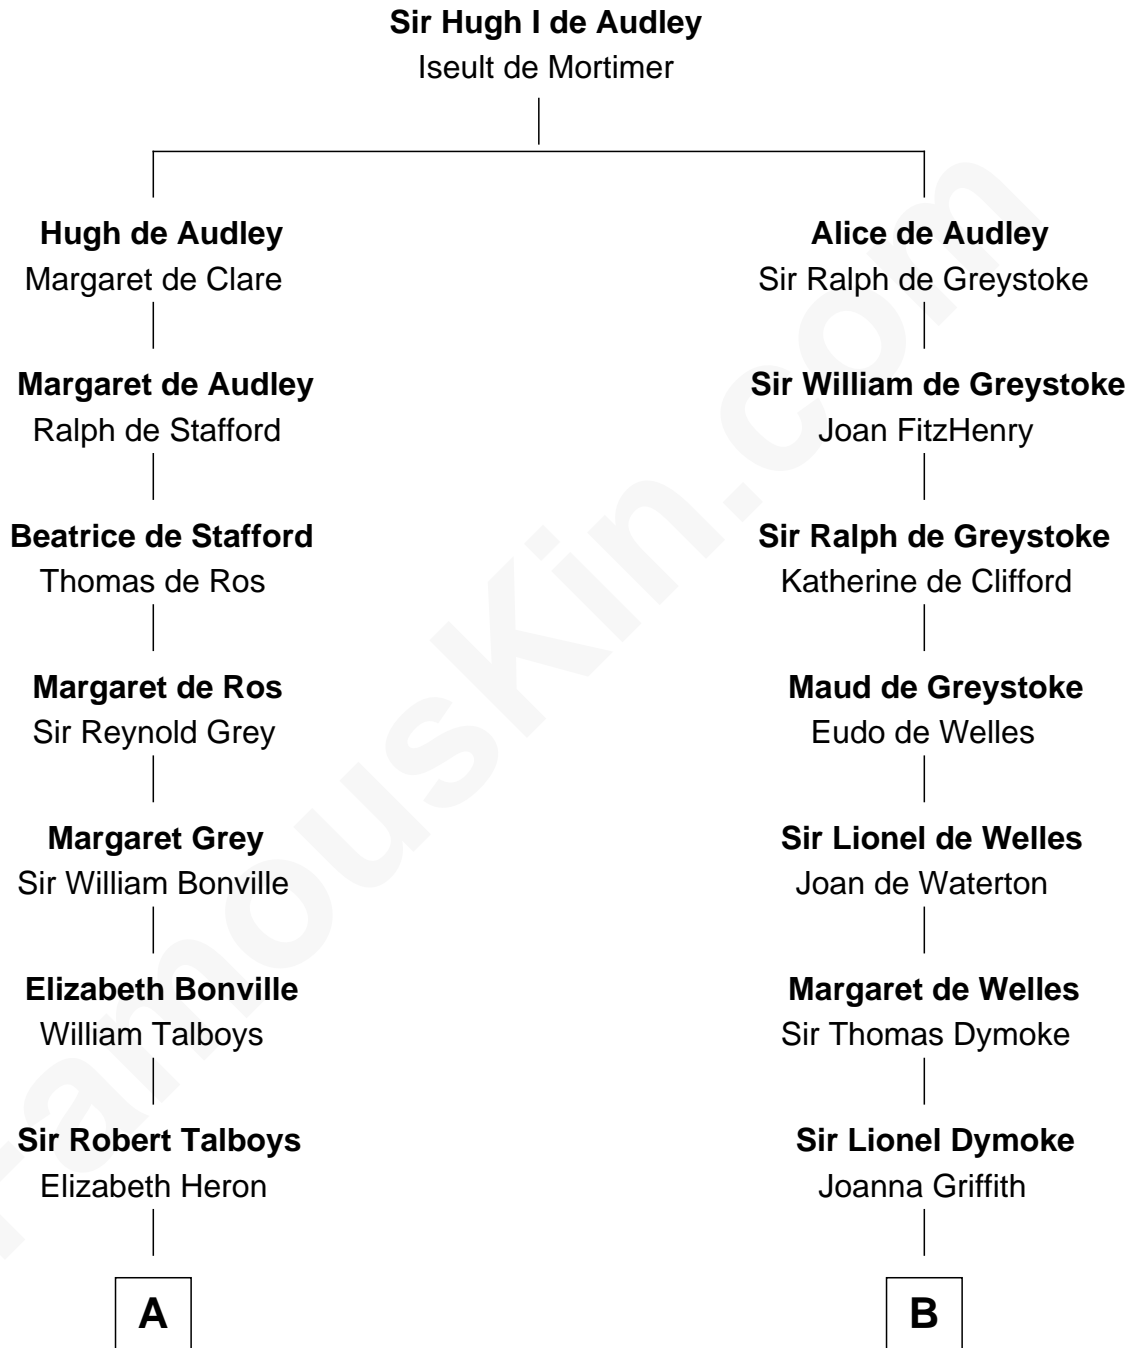 Sir Hugh I de Audley
Iseult de Mortimer
Hugh de Audley
Margaret de Clare
Alice de Audley
Sir Ralph de Greystoke
Margaret de Audley
Ralph de Stafford
Sir William de Greystoke
Joan FitzHenry
Beatrice de Stafford
Thomas de Ros
Sir Ralph de Greystoke
Katherine de Clifford
Margaret de Ros
Sir Reynold Grey
Maud de Greystoke
Eudo de Welles
Margaret Grey
Sir William Bonville
Sir Lionel de Welles
Joan de Waterton
Elizabeth Bonville
William Talboys
Margaret de Welles
Sir Thomas Dymoke
Sir Robert Talboys
Elizabeth Heron
Sir Lionel Dymoke
Joanna Griffith
A
B
FamousKin.com